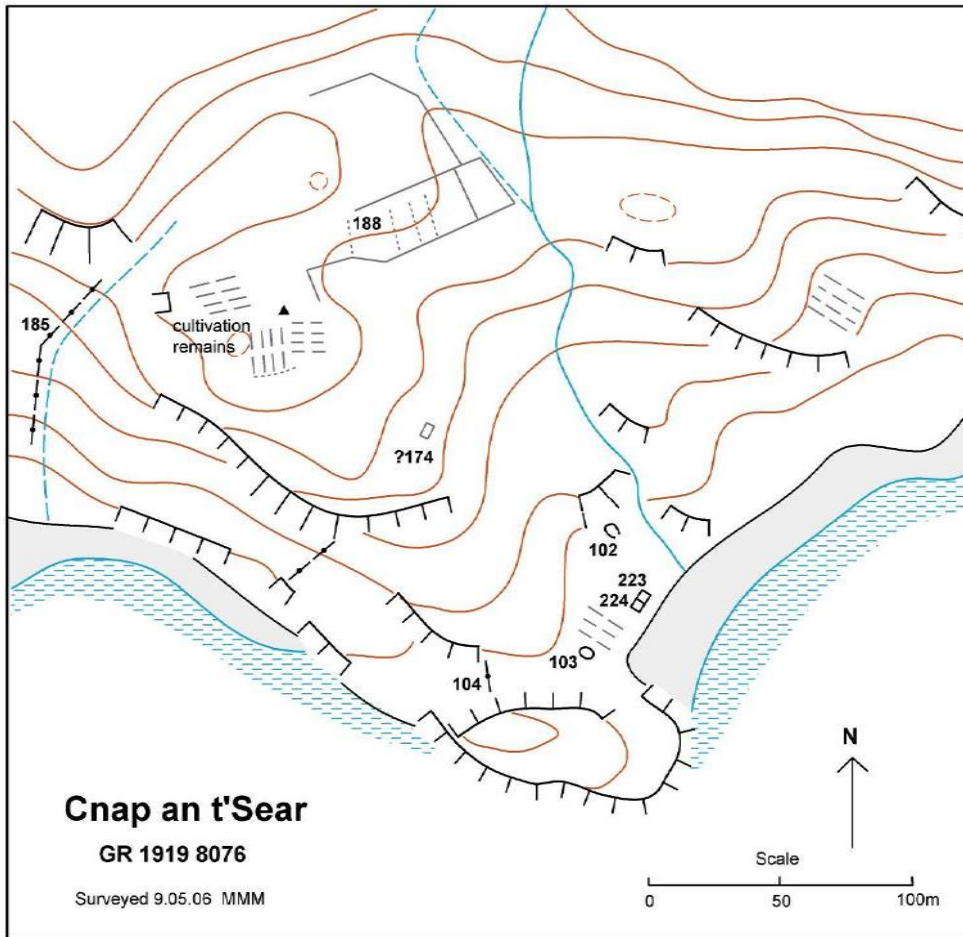 188
185
cultivation
remains
?174
102
223
224
103
104
N
Cnap an t'Sear
GR 1919 8076
Scale
Surveyed 9.05.06 MMM
0 50 100m